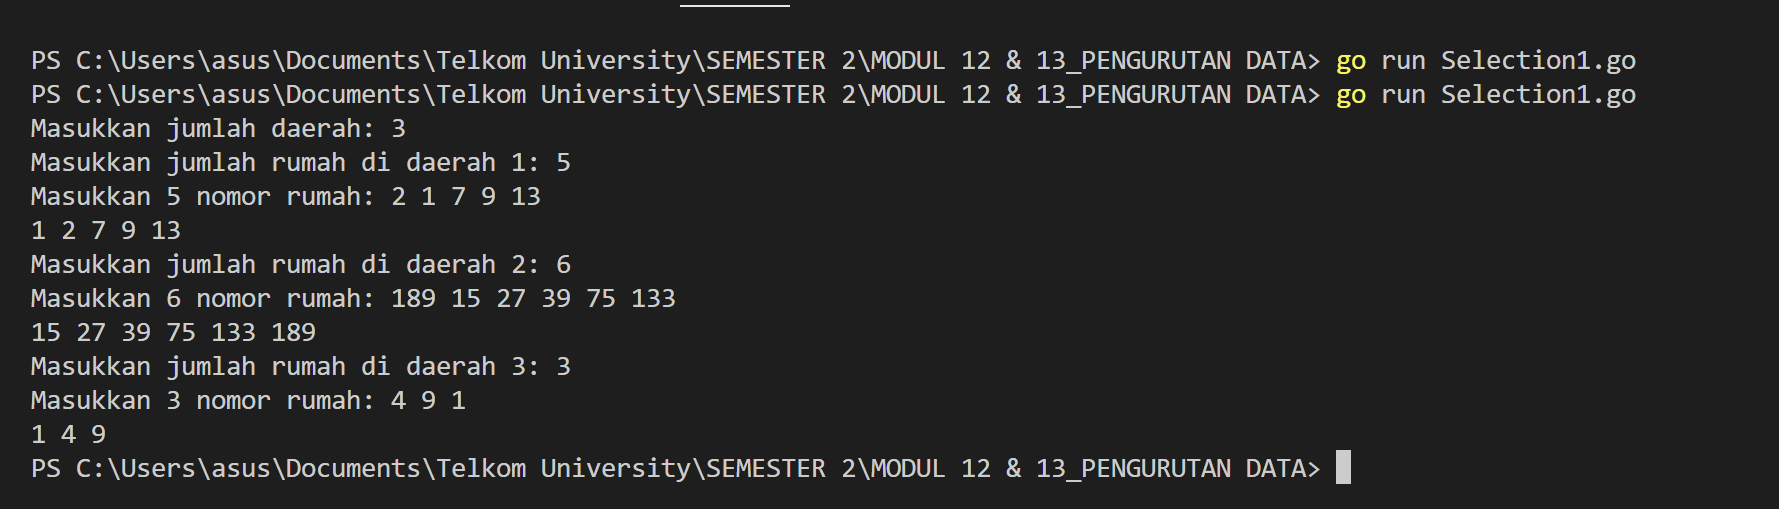 PS C:\Users\asus\Documents\Telkom University\SEMESTER 2\MODUL 12 & 13_PENGURUTAN DATA> go run Selection1.go
PS C:\Users\asus\Documents\Telkom University\SEMESTER 2\MODUL 12 & 13_PENGURUTAN DATA> go run Selection1.go
Masukkan jumlah daerah: 3
Masukkan jumlah rumah di daerah 1: 5
Masukkan 5 nomor rumah: 2 1 7 9 13
1 2 7 9 13
Masukkan jumlah rumah di daerah 2: 6
Masukkan 6 nomor rumah: 189 15 27 39 75 133
15 27 39 75 133 189
Masukkan jumlah rumah di daerah 3: 3
Masukkan 3 nomor rumah: 4 9 1
1 4 9
PS C:\Users\asus\Documents\Telkom University\SEMESTER 2\MODUL 12 & 13_PENGURUTAN DATA>